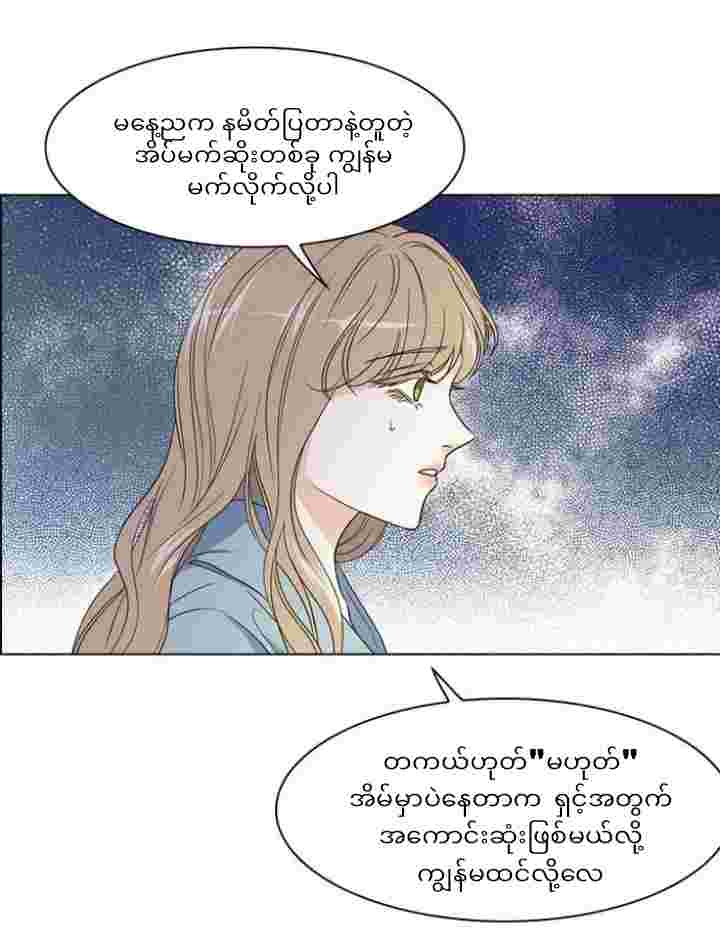 မနေ့ညက နမိတ်ပြတာနဲ့တူတဲ့
အိပ်မက်ဆိုးတစ်ခု ကျွန်မ
မက်လိုက်လို့ပါ
တကယ်ဟုတ်"မဟုတ်"
အိမ်မှာပဲနေတာက ရှင့်အတွက်
အကောင်းဆုံးဖြစ်မယ်လို့
ကျွန်မထင်လို့လေ